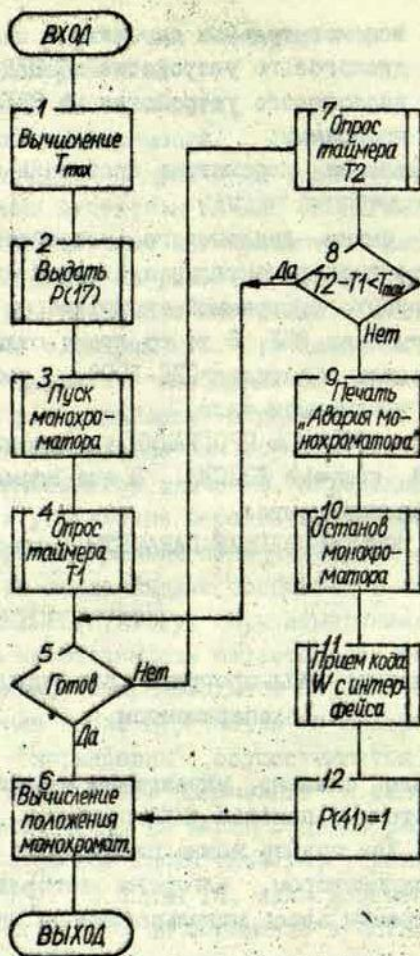 ВХОД
1
Вычисление
Tmax
2
Выдать
P(17)
3
Пуск
монохро-
матора
4
Опрос
таймера
T1
5
Готов
Нет
Да
6
Вычисление
положения
монохромат.
ВЫХОД
7
Опрос
таймера
T2
8
Да
T2-T1<Tmax
Нет
9
Печать
„Авария мо-
нохроматора"
10
Останов
монохро-
матора
11
Прием кода
W с интер-
фейса
12
P(41)=1